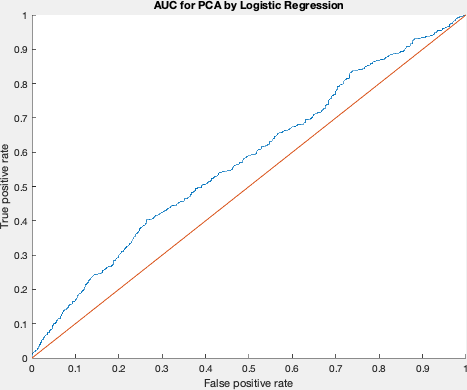 AUC for PCA by Logistic Regression
1
0.9
0.8
0.7
0.6
0.5
0.4
0.3
0.2
0.1
0
True positive rate
0 0.1 0.2 0.3 0.4 0.5 0.6 0.7 0.8 0.9 1
False positive rate